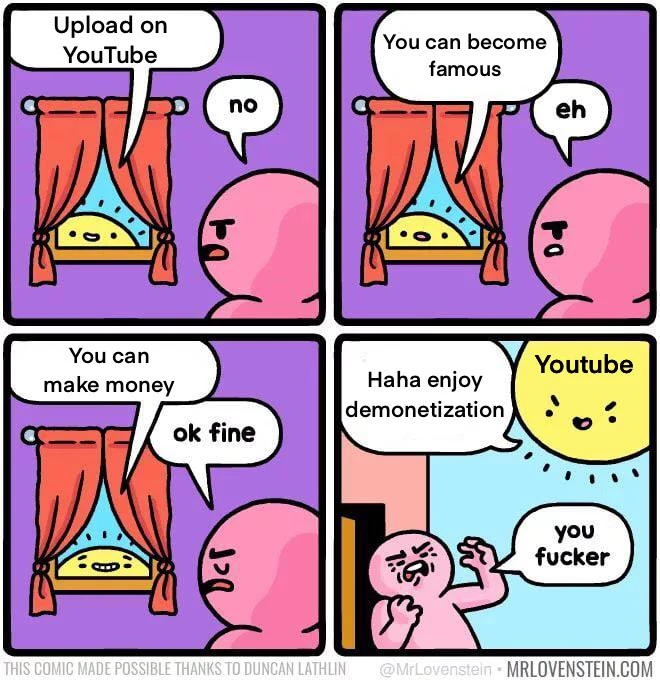 Upload on
YouTube
no
You can become
famous
eh
You can
make money
ok fine
Haha enjoy
demonetization
Youtube
you
fucker
THIS COMIC MADE POSSIBLE THANKS TO DUNCAN LATHLIN
@MrLovenstein • MRLOVENSTEIN.COM